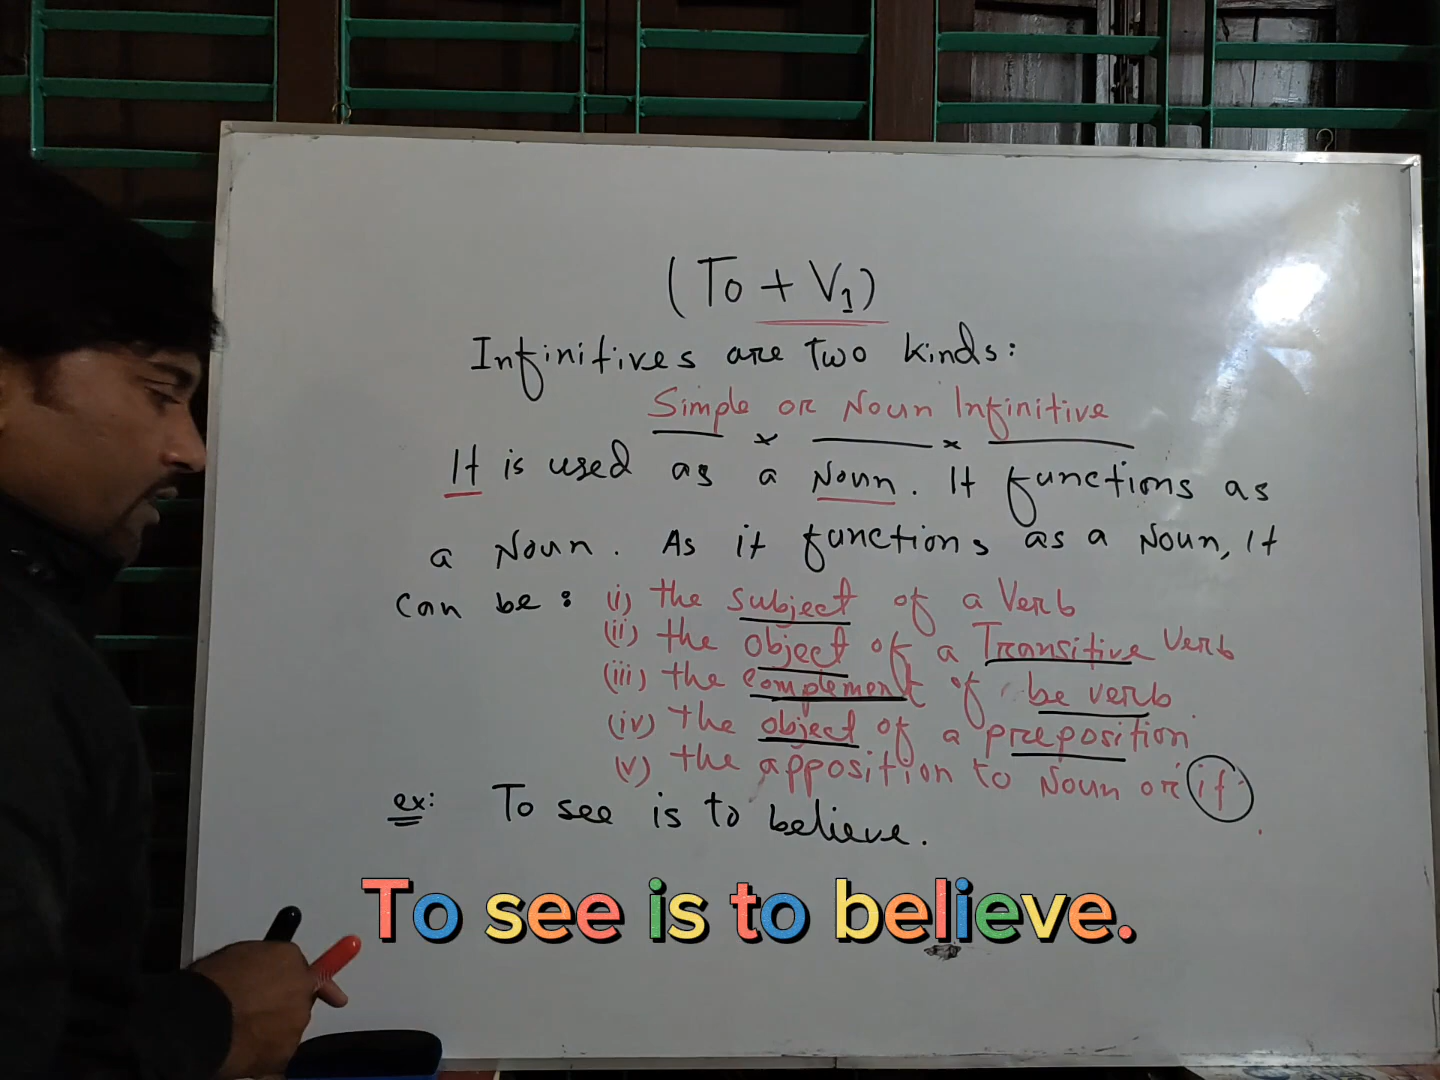 (To + V1)
Infinitives are Two kinds:
Simple or Noun Infinitive
It is used as a Noun. It functions as
a Noun. As it functions as a Noun, it
can be: (i) the subject of a Verb
(ii) the object of a Transitive Verb
(iii) the complement of be verb
(iv) the object of a preposition
(v) the apposition to Noun or it
ex: To see is to believe.
To see is to believe.